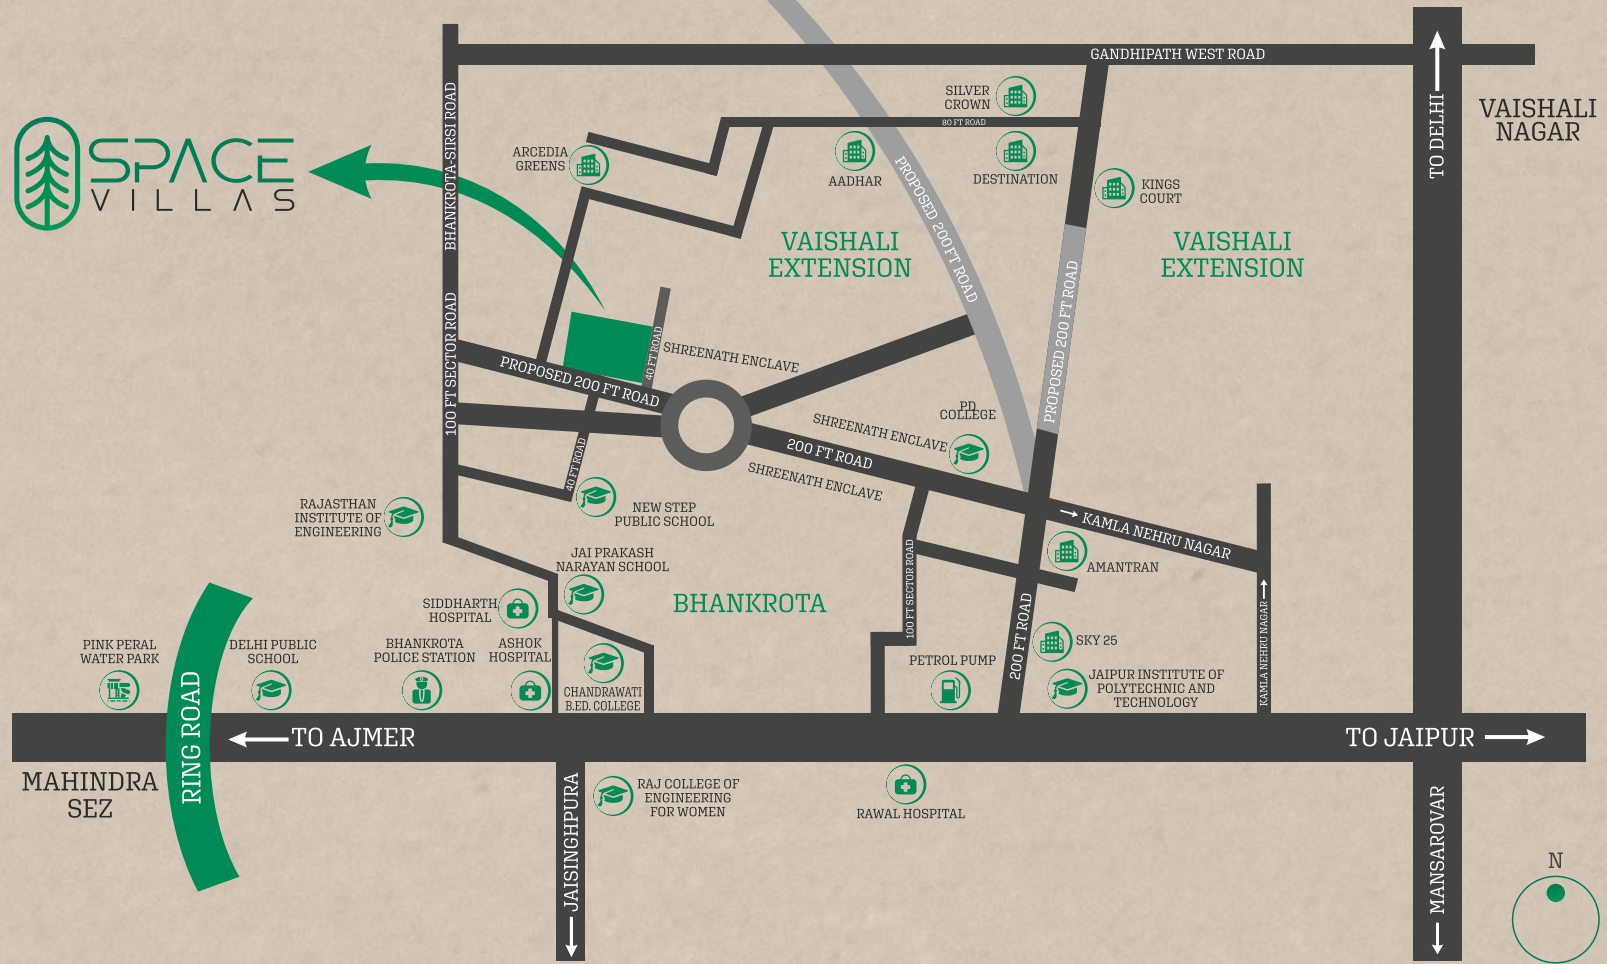 GANDHIPATH WEST ROAD
SILVER
CROWN
80 FT ROAD
TO DELHI
VAISHALI
NAGAR
BHANKROTA-SIRSI ROAD
SPACE
VILLAS
ARCEDIA
GREENS
AADHAR
DESTINATION
KINGS
COURT
PROPOSED 200FT ROAD
VAISHALI
EXTENSION
VAISHALI
EXTENSION
PROPOSED 200 FT ROAD
100 FT SECTOR ROAD
40 FT ROAD
SHREENATH ENCLAVE
PROPOSED 200 FT ROAD
PD
COLLEGE
SHREENATH ENCLAVE
200 FT ROAD
SHREENATH ENCLAVE
40 FT ROAD
RAJASTHAN
INSTITUTE OF
ENGINEERING
NEW STEP
PUBLIC SCHOOL
KAMLA NEHRU NAGAR
JAI PRAKASH
NARAYAN SCHOOL
AMANTRAN
100 FT SECTOR ROAD
SIDDHARTH
HOSPITAL
BHANKROTA
200 FT ROAD
KAMLA NEHRU NAGAR
PINK PERAL
WATER PARK
DELHI PUBLIC
SCHOOL
BHANKROTA
POLICE STATION
ASHOK
HOSPITAL
SKY 25
PETROL PUMP
CHANDRAWATI
B.ED. COLLEGE
JAIPUR INSTITUTE OF
POLYTECHNIC AND
TECHNOLOGY
RING ROAD
TO AJMER
TO JAIPUR
MAHINDRA
SEZ
JAISINGHPURA
RAJ COLLEGE OF
ENGINEERING
FOR WOMEN
RAWAL HOSPITAL
MANSAROVAR
N